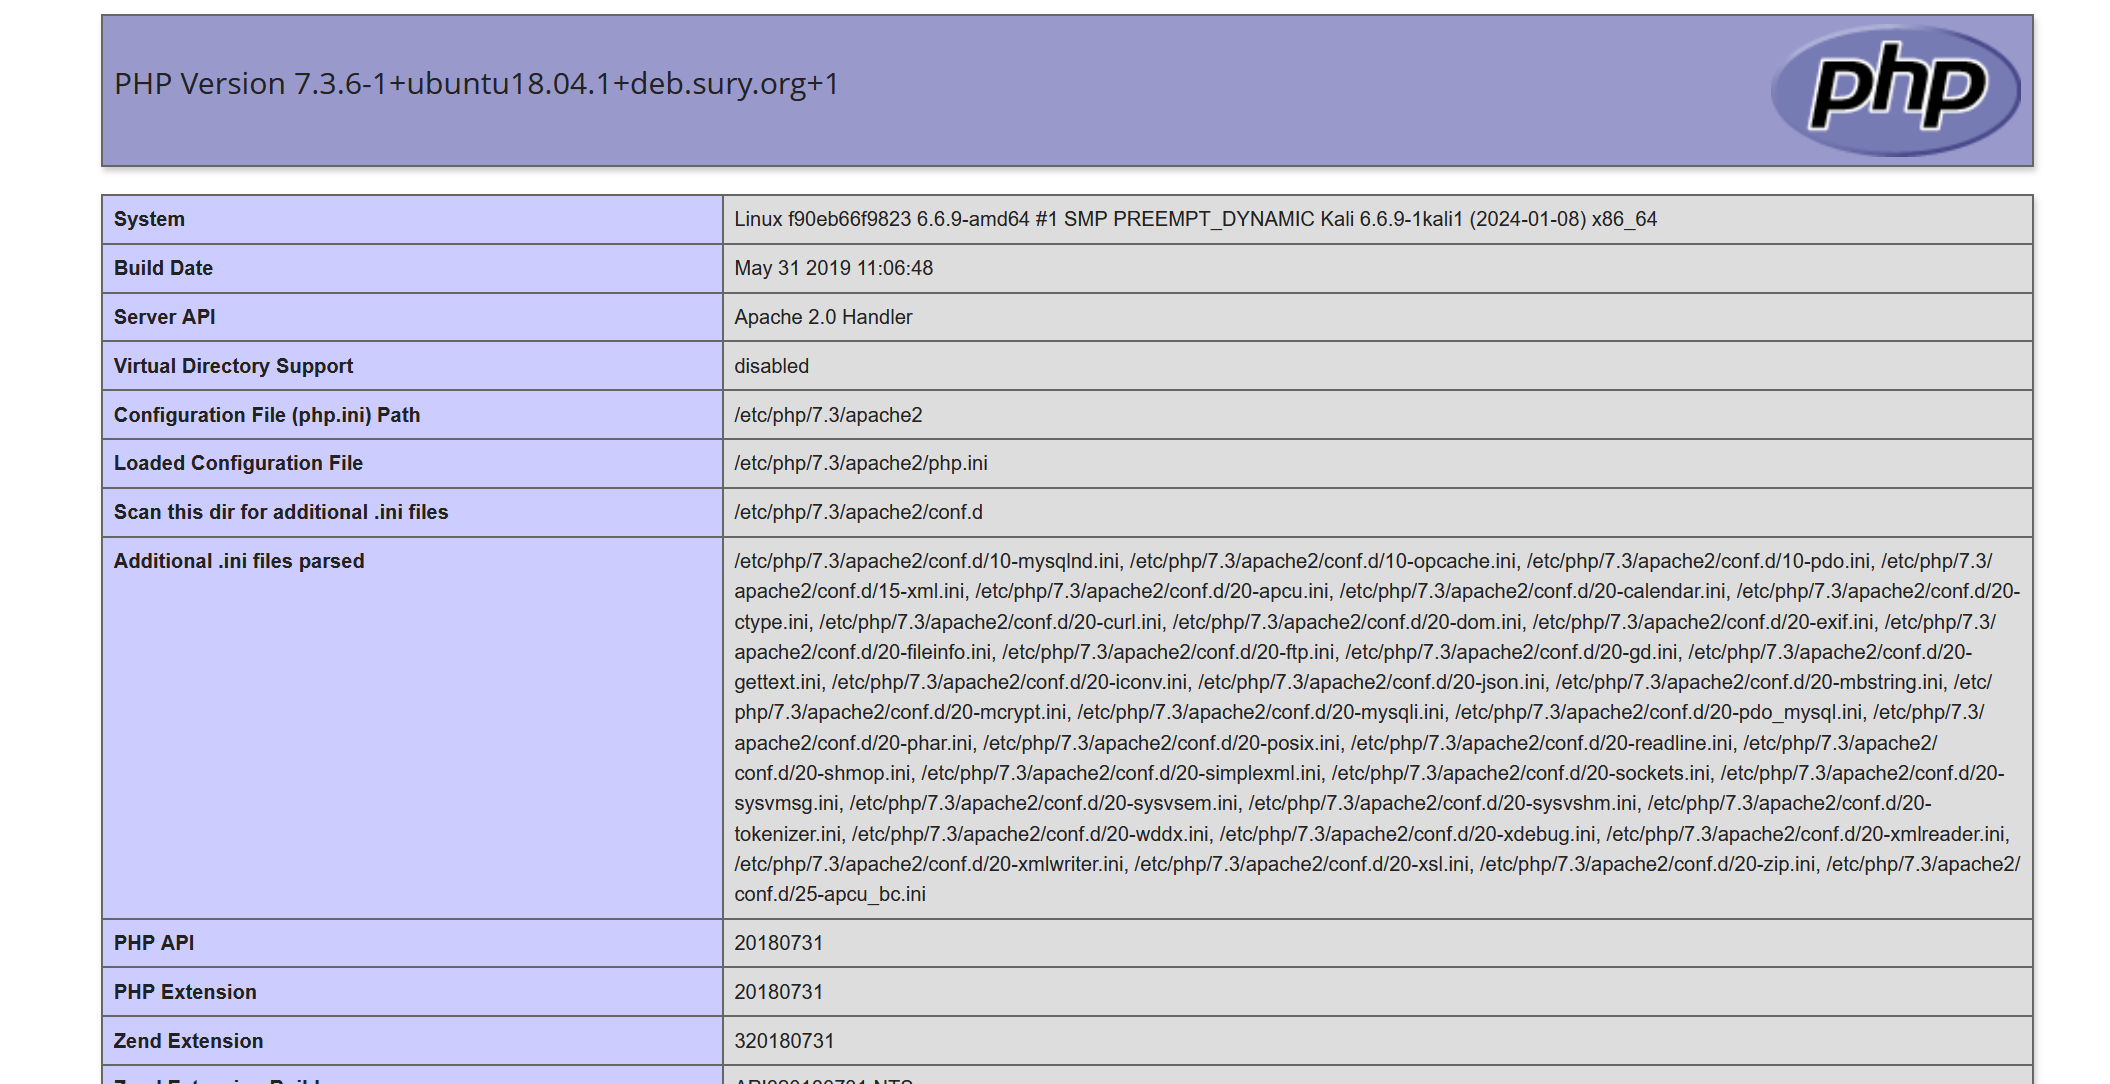 PHP Version 7.3.6-1+ubuntu18.04.1+deb.sury.org+1
php
System Linux f90eb66f9823 6.6.9-amd64 #1 SMP PREEMPT_DYNAMIC Kali 6.6.9-1kali1 (2024-01-08) x86_64
Build Date May 31 2019 11:06:48
Server API Apache 2.0 Handler
Virtual Directory Support disabled
Configuration File (php.ini) Path /etc/php/7.3/apache2
Loaded Configuration File /etc/php/7.3/apache2/php.ini
Scan this dir for additional .ini files /etc/php/7.3/apache2/conf.d
Additional .ini files parsed /etc/php/7.3/apache2/conf.d/10-mysqlnd.ini, /etc/php/7.3/apache2/conf.d/10-opcache.ini, /etc/php/7.3/apache2/conf.d/10-pdo.ini, /etc/php/7.3/
apache2/conf.d/15-xml.ini, /etc/php/7.3/apache2/conf.d/20-apcu.ini, /etc/php/7.3/apache2/conf.d/20-calendar.ini, /etc/php/7.3/apache2/conf.d/20-
ctype.ini, /etc/php/7.3/apache2/conf.d/20-curl.ini, /etc/php/7.3/apache2/conf.d/20-dom.ini, /etc/php/7.3/apache2/conf.d/20-exif.ini, /etc/php/7.3/
apache2/conf.d/20-fileinfo.ini, /etc/php/7.3/apache2/conf.d/20-ftp.ini, /etc/php/7.3/apache2/conf.d/20-gd.ini, /etc/php/7.3/apache2/conf.d/20-
gettext.ini, /etc/php/7.3/apache2/conf.d/20-iconv.ini, /etc/php/7.3/apache2/conf.d/20-json.ini, /etc/php/7.3/apache2/conf.d/20-mbstring.ini, /etc/
php/7.3/apache2/conf.d/20-mcrypt.ini, /etc/php/7.3/apache2/conf.d/20-mysqli.ini, /etc/php/7.3/apache2/conf.d/20-pdo_mysql.ini, /etc/php/7.3/
apache2/conf.d/20-phar.ini, /etc/php/7.3/apache2/conf.d/20-posix.ini, /etc/php/7.3/apache2/conf.d/20-readline.ini, /etc/php/7.3/apache2/
conf.d/20-shmop.ini, /etc/php/7.3/apache2/conf.d/20-simplexml.ini, /etc/php/7.3/apache2/conf.d/20-sockets.ini, /etc/php/7.3/apache2/conf.d/20-
sysvmsg.ini, /etc/php/7.3/apache2/conf.d/20-sysvsem.ini, /etc/php/7.3/apache2/conf.d/20-sysvshm.ini, /etc/php/7.3/apache2/conf.d/20-
tokenizer.ini, /etc/php/7.3/apache2/conf.d/20-wddx.ini, /etc/php/7.3/apache2/conf.d/20-xdebug.ini, /etc/php/7.3/apache2/conf.d/20-xmlreader.ini,
/etc/php/7.3/apache2/conf.d/20-xmlwriter.ini, /etc/php/7.3/apache2/conf.d/20-xsl.ini, /etc/php/7.3/apache2/conf.d/20-zip.ini, /etc/php/7.3/apache2/
conf.d/25-apcu_bc.ini
PHP API 20180731
PHP Extension 20180731
Zend Extension 320180731